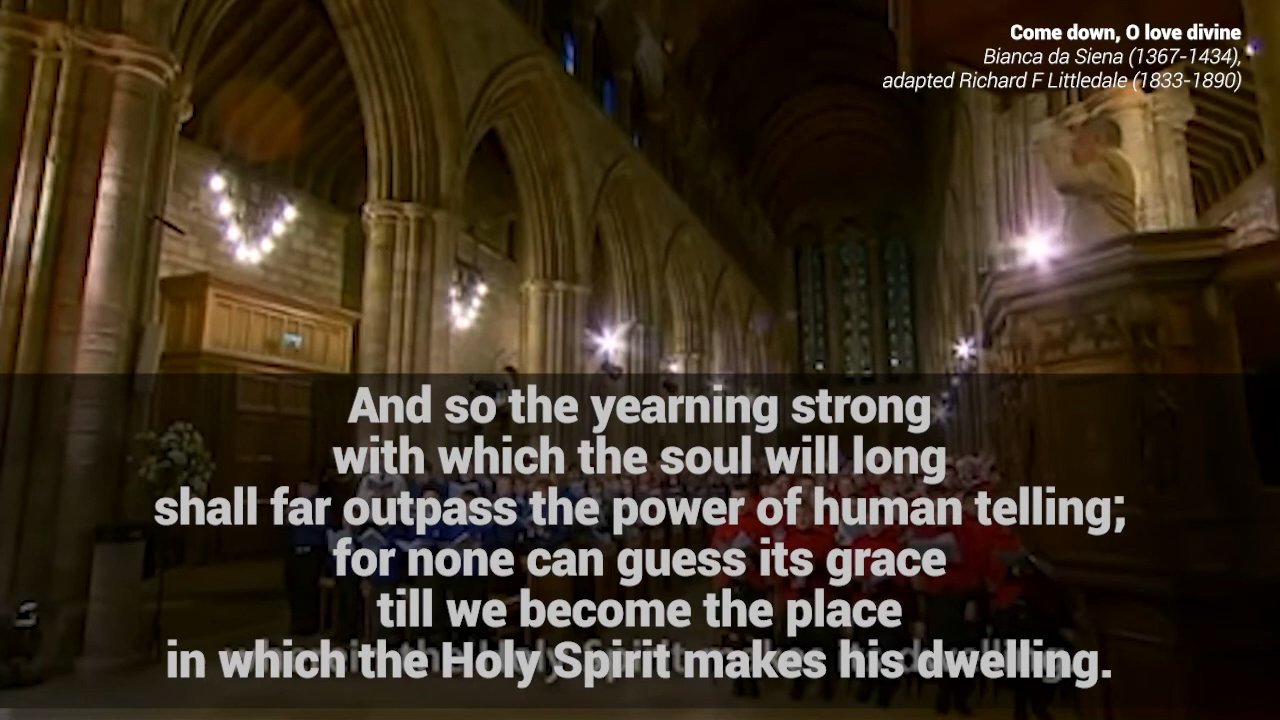 Come down, O love divine
Bianca da Siena (1367-1434),
adapted Richard F Littledale (1833-1890)
And so the yearning strong
with which the soul will long
shall far outpass the power of human telling;
for none can guess its grace
till we become the place
in which the Holy Spirit makes his dwelling.